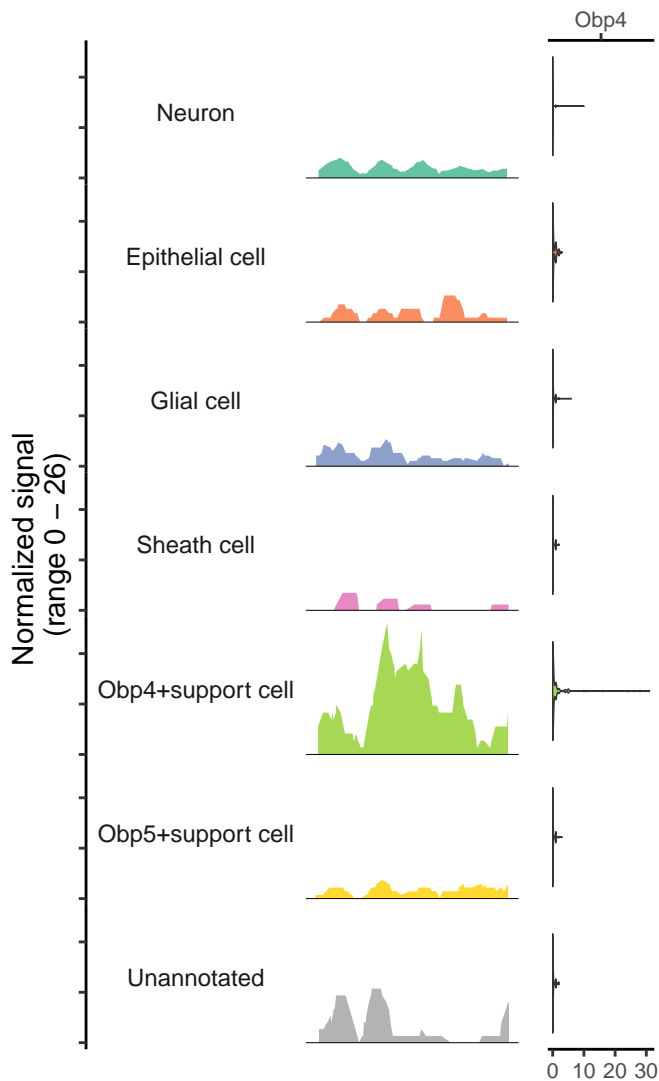 Obp4
Neuron
Epithelial cell
Glial cell
Normalized signal
(range 0 – 26)
Sheath cell
Obp4+support cell
Obp5+support cell
Unannotated
0 10 20 30